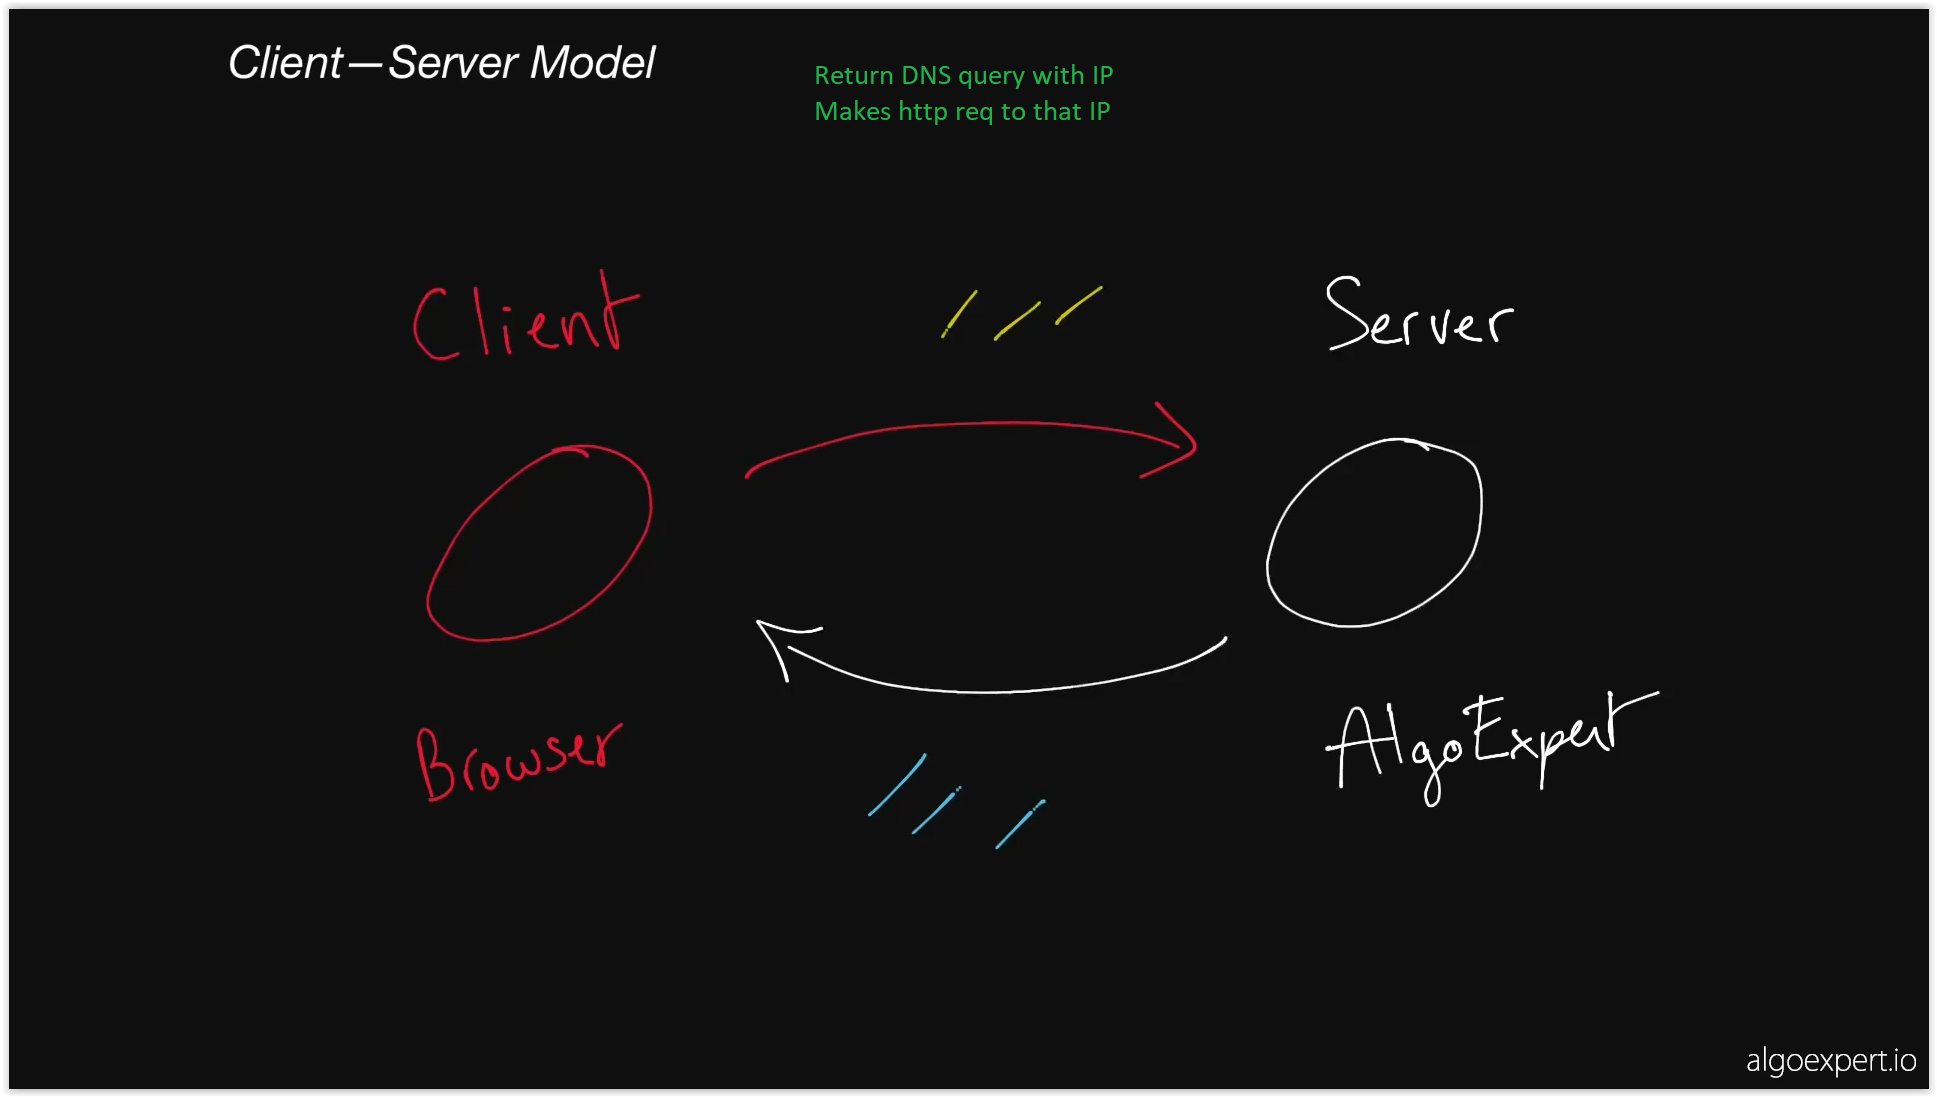 Client—Server Model
Return DNS query with IP
Makes http req to that IP
Client
Server
Browser
AlgoExpert
algoexpert.io